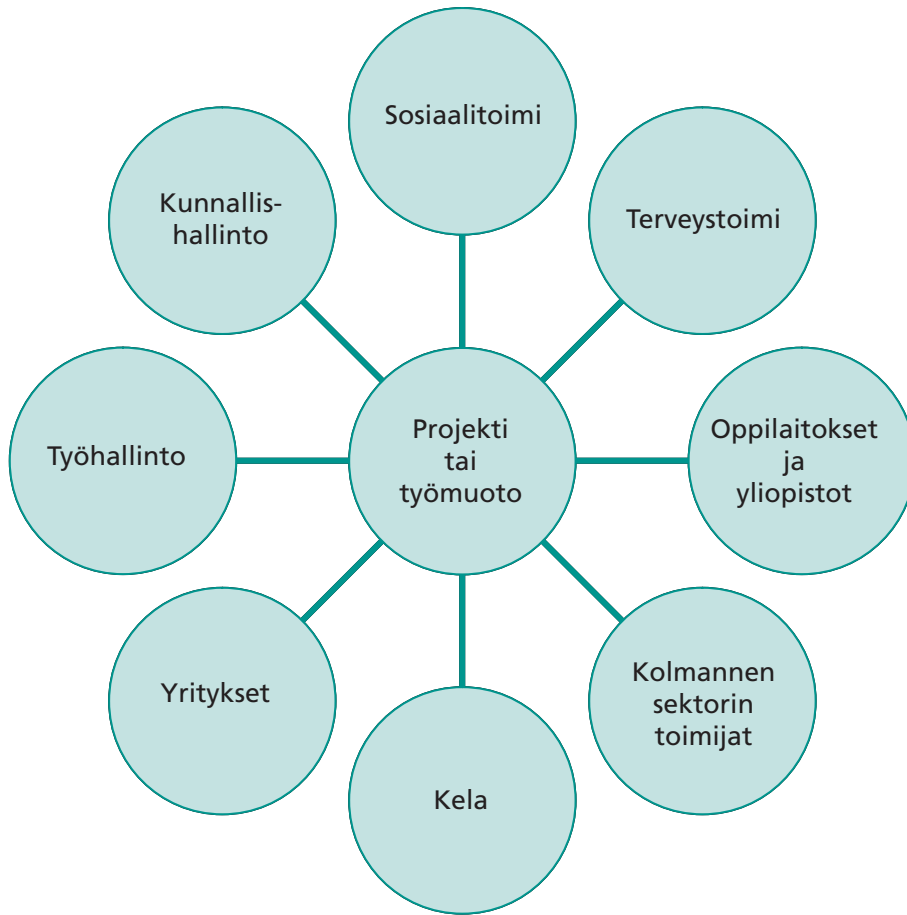 Sosiaalitoimi
Kunnallis-
hallinto
Terveystoimi
Työhallinto
Projekti
tai
työmuoto
Oppilaitokset
ja
yliopistot
Yritykset
Kolmannen
sektorin
toimijat
Kela